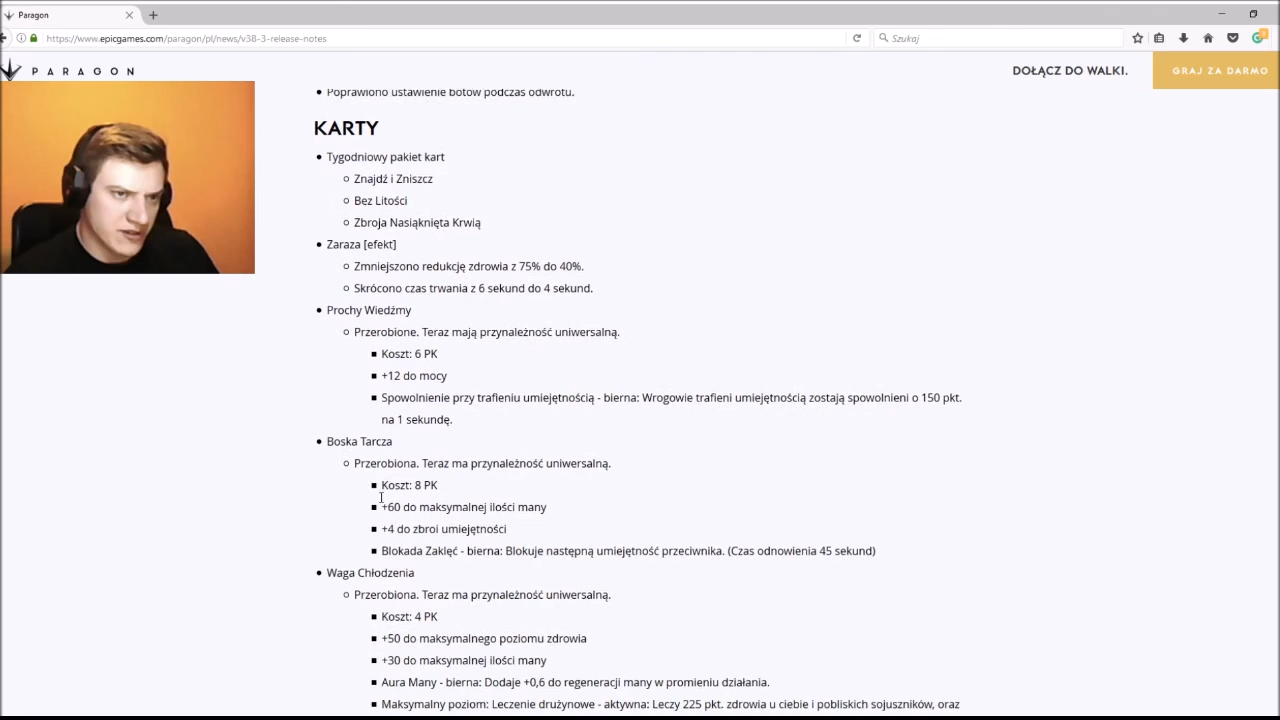 Paragon
https://www.epicgames.com/paragon/pl/news/v38-3-release-notes
Szukaj
PARAGON
DOŁĄCZ DO WALKI.
GRAJ ZA DARMO
Poprawiono ustawienie botów podczas odwrotu.
KARTY
Tygodniowy pakiet kart
Znajdź i Zniszcz
Bez Litości
Zbroja Nasiąknięta Krwią
Zaraza [efekt]
Zmniejszono redukcję zdrowia z 75% do 40%.
Skrócono czas trwania z 6 sekund do 4 sekund.
Prochy Wiedźmy
Przerobione. Teraz mają przynależność uniwersalną.
Koszt: 6 PK
+12 do mocy
Spowolnienie przy trafieniu umiejętnością - bierna: Wrogowie trafieni umiejętnością zostają spowolnieni o 150 pkt.
na 1 sekundę.
Boska Tarcza
Przerobiona. Teraz ma przynależność uniwersalną.
Koszt: 8 PK
+60 do maksymalnej ilości many
+4 do zbroi umiejętności
Blokada Zaklęć - bierna: Blokuje następną umiejętność przeciwnika. (Czas odnowienia 45 sekund)
Waga Chłodzenia
Przerobiona. Teraz ma przynależność uniwersalną.
Koszt: 4 PK
+50 do maksymalnego poziomu zdrowia
+30 do maksymalnej ilości many
Aura Many - bierna: Dodaje +0,6 do regeneracji many w promieniu działania.
Maksymalny poziom: Leczenie drużynowe - aktywna: Leczy 225 pkt. zdrowia u ciebie i pobliskich sojuszników, oraz